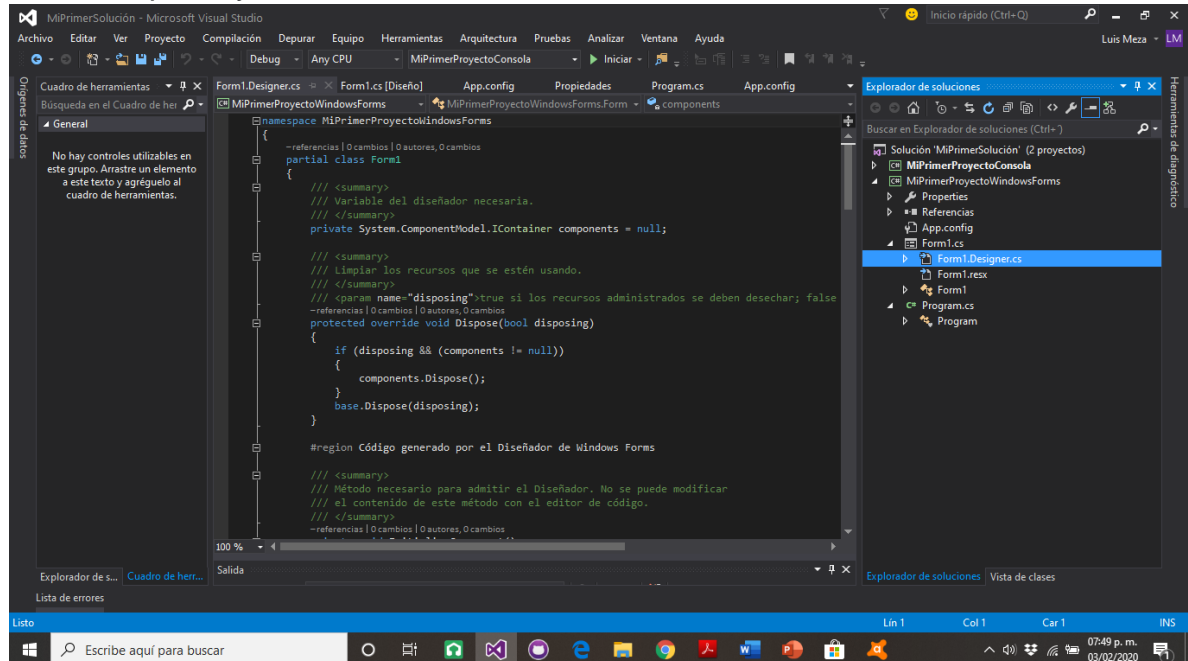 MiPrimerSolución - Microsoft Visual Studio
Inicio rápido (Ctrl+Q)
Archivo Editar Ver Proyecto Compilación Depurar Equipo Herramientas Arquitectura Pruebas Analizar Ventana Ayuda
Luis Meza LM
Debug Any CPU MiPrimerProyectoConsola Iniciar
Orígenes de datos
Cuadro de herramientas
Búsqueda en el Cuadro de her
General
No hay controles utilizables en
este grupo. Arrastre un elemento
a este texto y agréguelo al
cuadro de herramientas.
Explorador de s... Cuadro de herr...
Form1.Designer.cs Form1.cs [Diseño] App.config Propiedades Program.cs App.config
MiPrimerProyectoWindowsForms MiPrimerProyectoWindowsForms.Form components
namespace MiPrimerProyectoWindowsForms
{
-referencias | 0 cambios | 0 autores, 0 cambios
partial class Form1
{
/// <summary>
/// Variable del diseñador necesaria.
/// </summary>
private System.ComponentModel.IContainer components = null;
/// <summary>
/// Limpiar los recursos que se estén usando.
/// </summary>
/// <param name="disposing">true si los recursos administrados se deben desechar; false
-referencias | 0 cambios | 0 autores, 0 cambios
protected override void Dispose(bool disposing)
{
if (disposing && (components != null))
{
components.Dispose();
}
base.Dispose(disposing);
}
#region Código generado por el Diseñador de Windows Forms
/// <summary>
/// Método necesario para admitir el Diseñador. No se puede modificar
/// el contenido de este método con el editor de código.
/// </summary>
-referencias | 0 cambios | 0 autores, 0 cambios
100 %
Salida
Explorador de soluciones
Buscar en Explorador de soluciones (Ctrl+´)
Solución 'MiPrimerSolución' (2 proyectos)
MiPrimerProyectoConsola
MiPrimerProyectoWindowsForms
Properties
Referencias
App.config
Form1.cs
Form1.Designer.cs
Form1.resx
Form1
Program.cs
Program
Explorador de soluciones Vista de clases
Herramientas de diagnóstico
Lista de errores
Listo Lín 1 Col 1 Car 1 INS
Escribe aquí para buscar
07:49 p. m.
03/02/2020